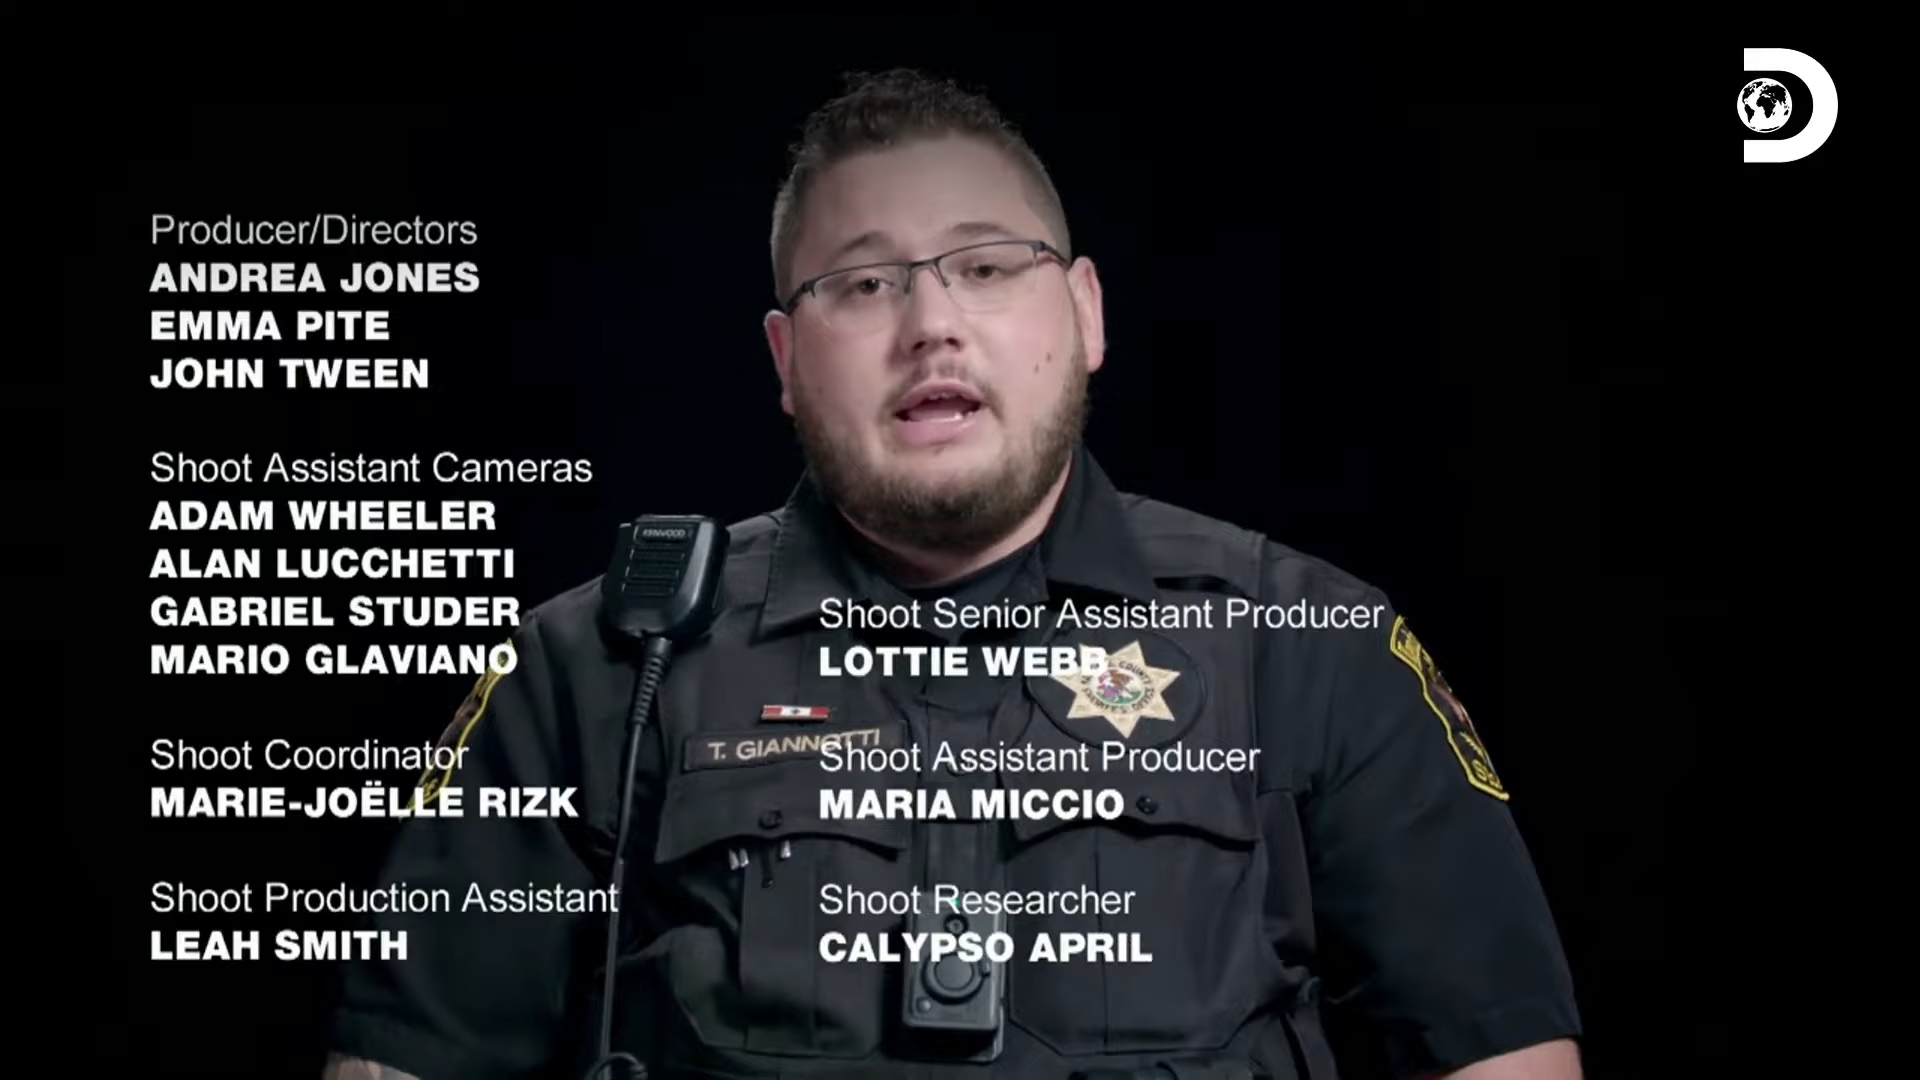 Producer/Directors
ANDREA JONES
EMMA PITE
JOHN TWEEN
Shoot Assistant Cameras
ADAM WHEELER
ALAN LUCCHETTI
GABRIEL STUDER
MARIO GLAVIANO
Shoot Coordinator
MARIE-JOËLLE RIZK
Shoot Production Assistant
LEAH SMITH
Shoot Senior Assistant Producer
LOTTIE WEBB
Shoot Assistant Producer
MARIA MICCIO
Shoot Researcher
CALYPSO APRIL
KENWOOD
T. GIANNOTTI